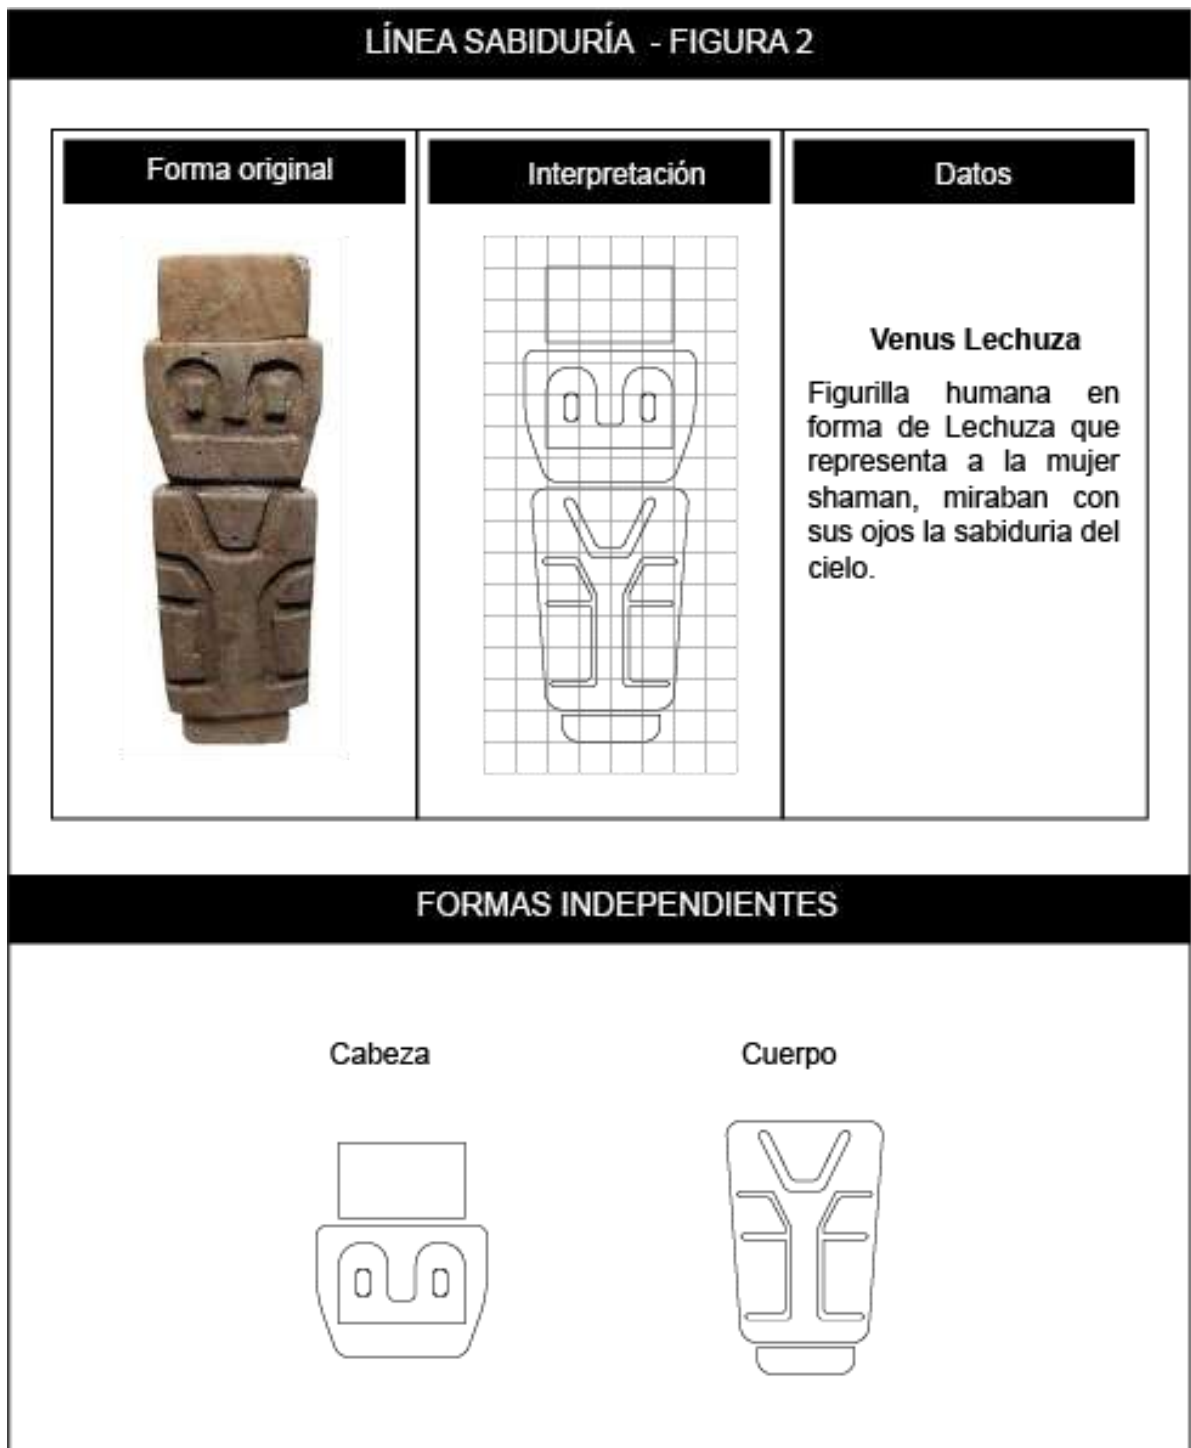 LÍNEA SABIDURÍA - FIGURA 2
Forma original
Interpretación
Datos
Venus Lechuza
Figurilla humana en
forma de Lechuza que
representa a la mujer
shaman, miraban con
sus ojos la sabiduria del
cielo.
FORMAS INDEPENDIENTES
Cabeza
Cuerpo